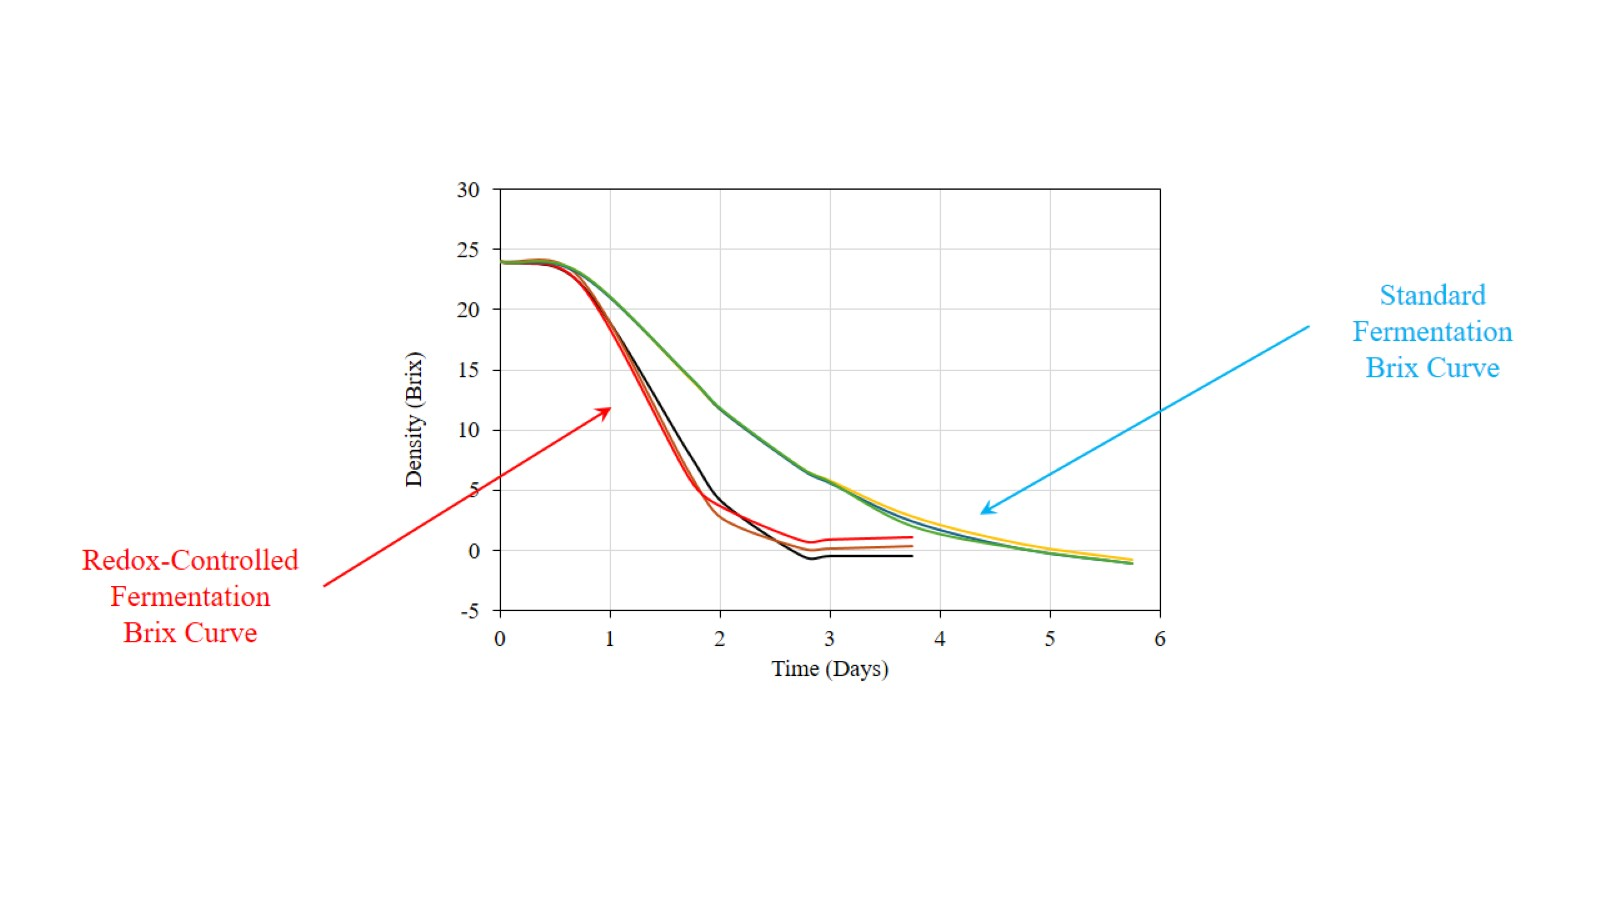 30
25
20
15
10
5
0
-5
0 1 2 3 4 5 6
Density (Brix)
Time (Days)
Redox-Controlled
Fermentation
Brix Curve
Standard
Fermentation
Brix Curve